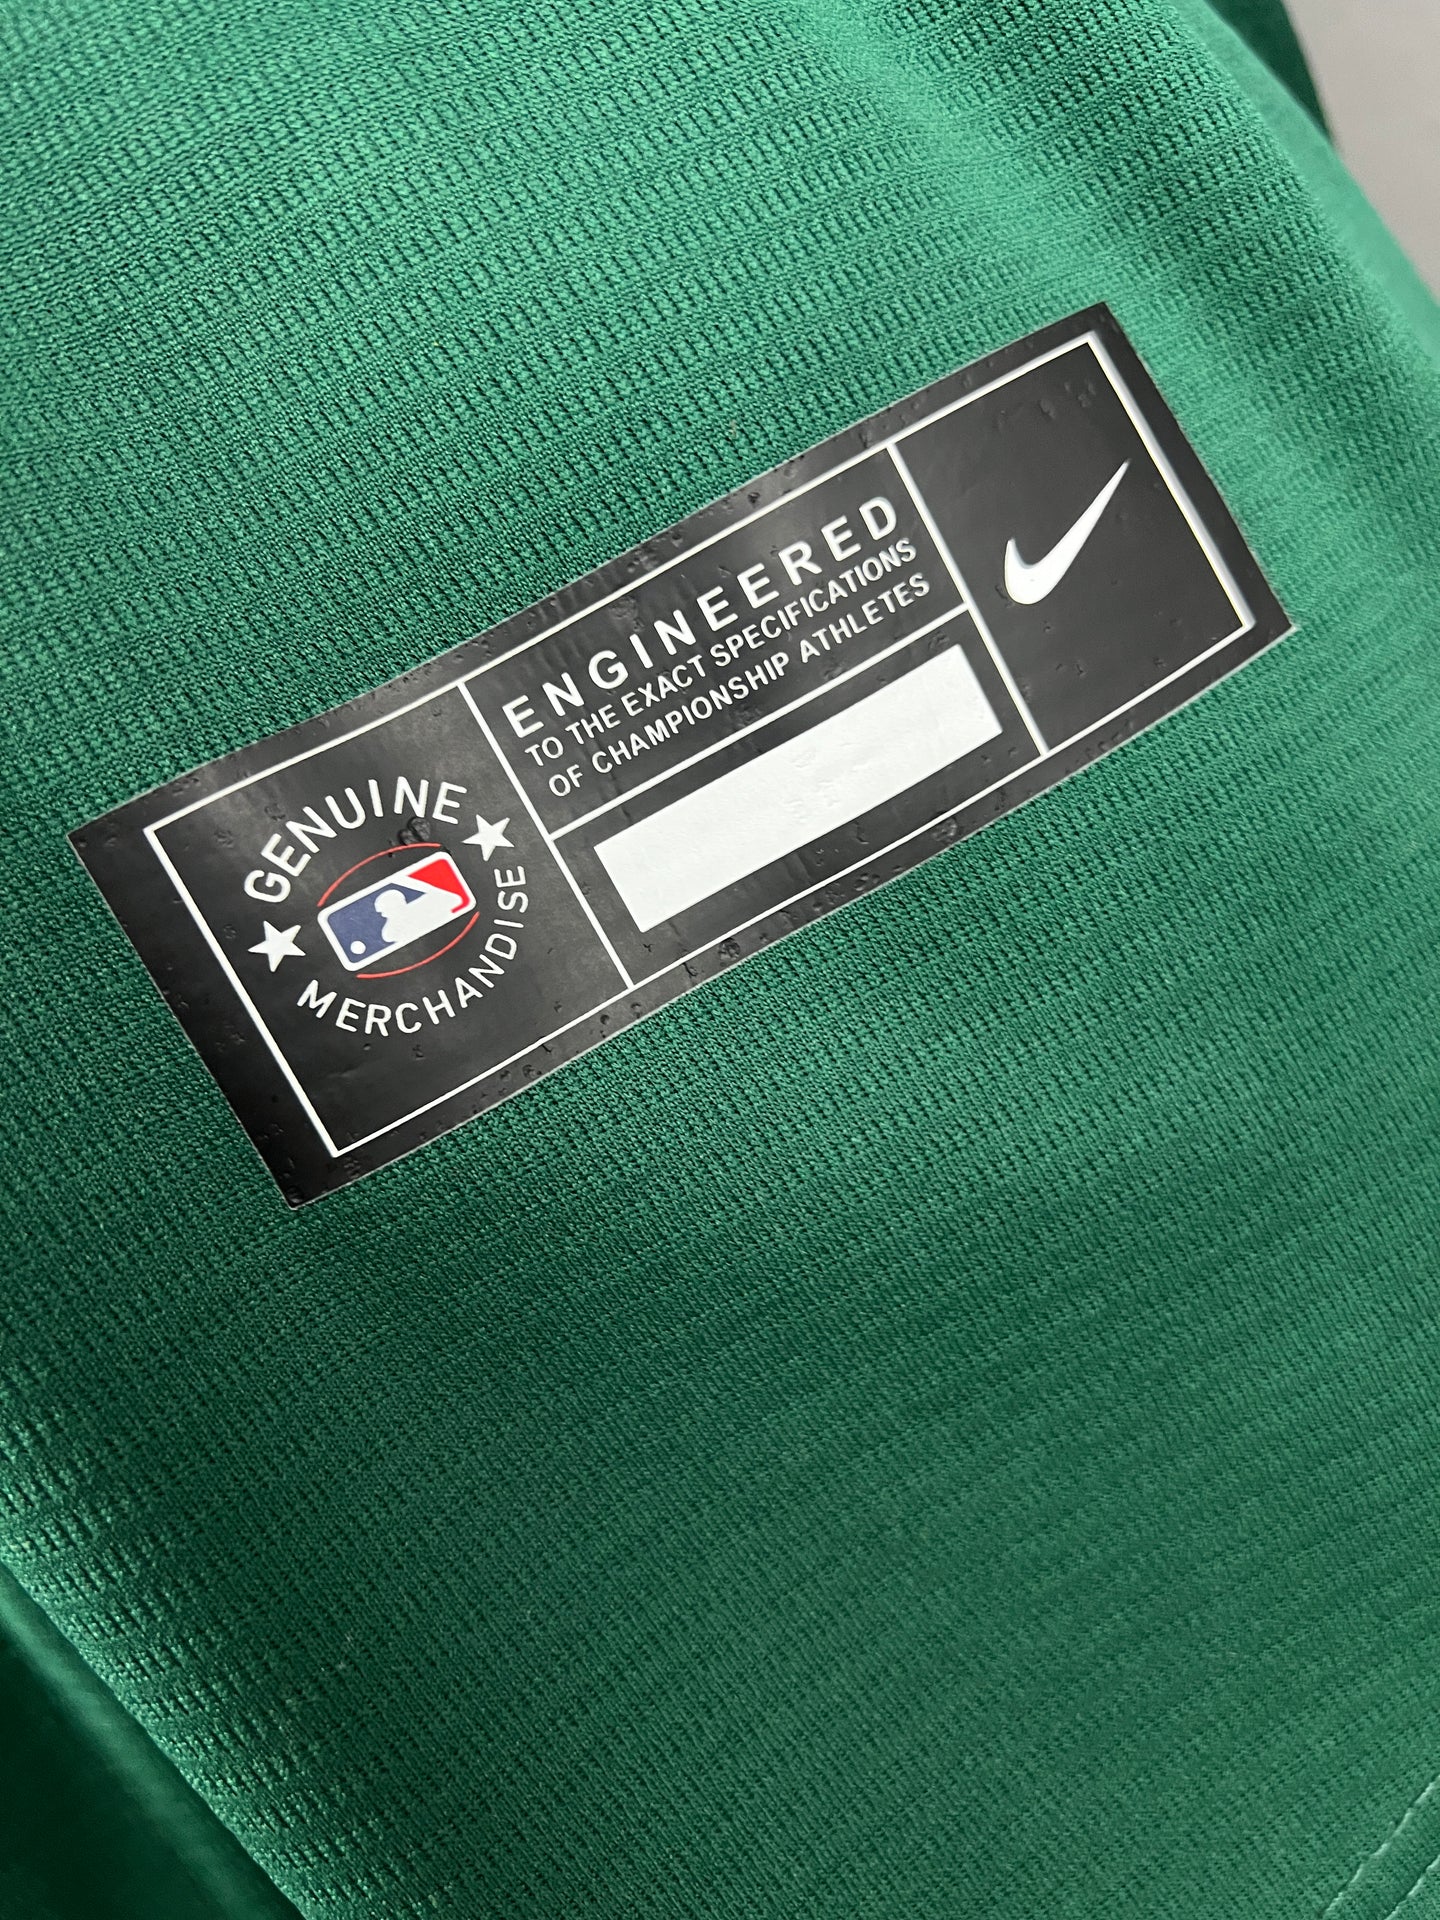 GENUINE
MERCHANDISE
ENGINEERED
TO THE EXACT SPECIFICATIONS
OF CHAMPIONSHIP ATHLETES